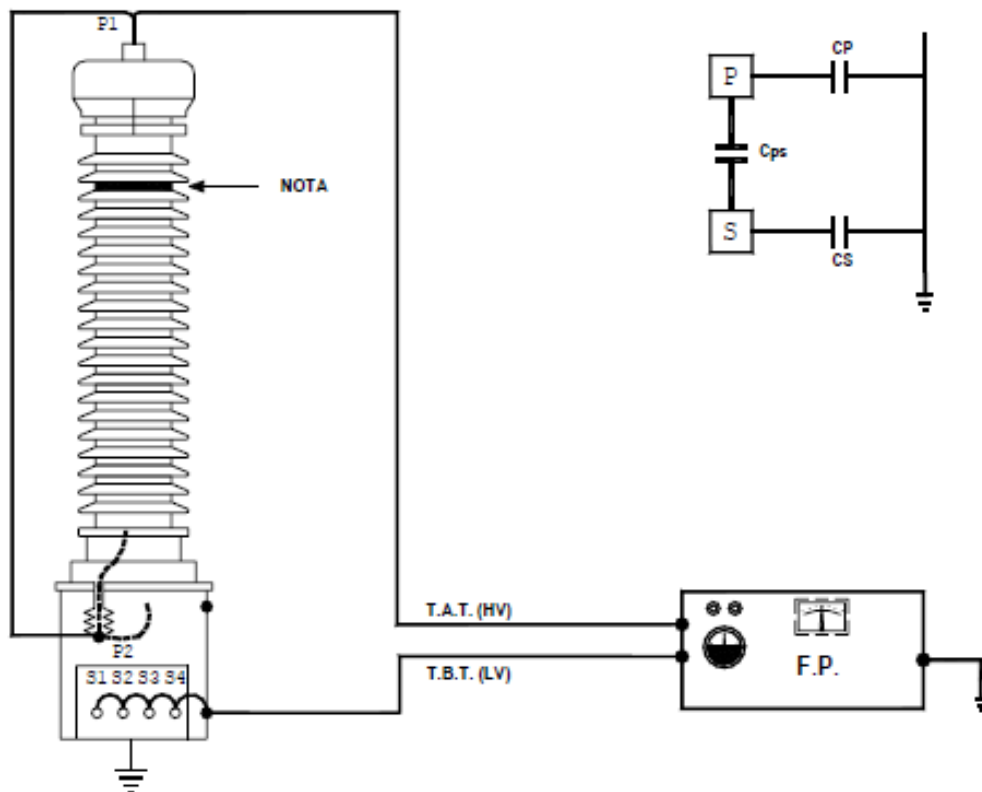 P1
NOTA
P2
S1 S2 S3 S4
T.A.T. (HV)
T.B.T. (LV)
F.P.
P
CP
Cps
S
CS